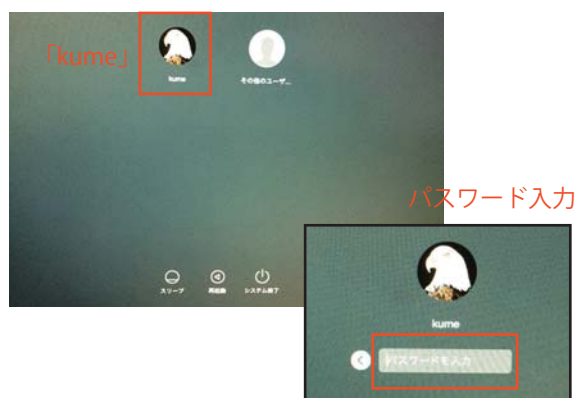 「kume」
kume
その他のユーザ...
スリープ
再起動
システム終了
パスワード入力
kume
パスワードを入力